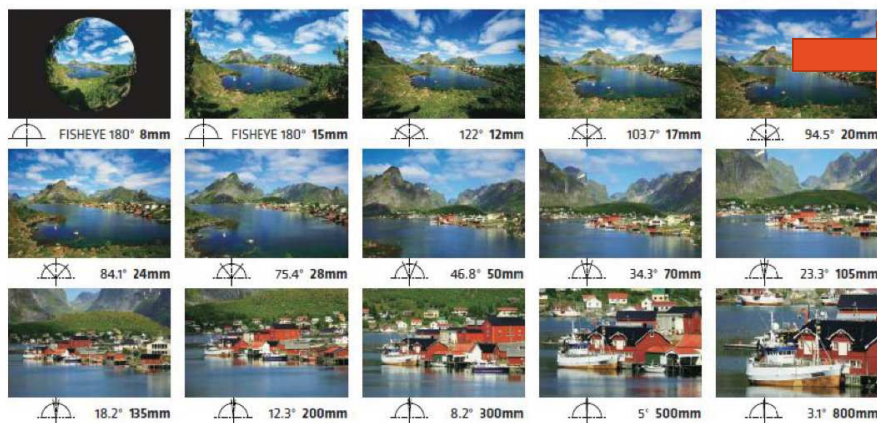 FISHEYE 180° 8mm
FISHEYE 180° 15mm
122° 12mm
103.7° 17mm
94.5° 20mm
84.1° 24mm
75.4° 28mm
46.8° 50mm
34.3° 70mm
23.3° 105mm
18.2° 135mm
12.3° 200mm
8.2° 300mm
5° 500mm
3.1° 800mm